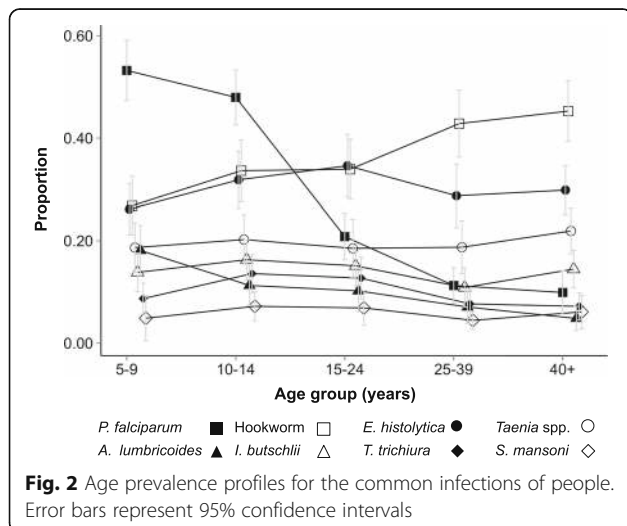 0.60
0.40
0.20
0.00
Proportion
5-9 10-14 15-24 25-39 40+
Age group (years)
P. falciparum Hookworm E. histolytica Taenia spp.
A. lumbricoides I. butschlii T. trichiura S. mansoni
Fig. 2 Age prevalence profiles for the common infections of people.
Error bars represent 95% confidence intervals